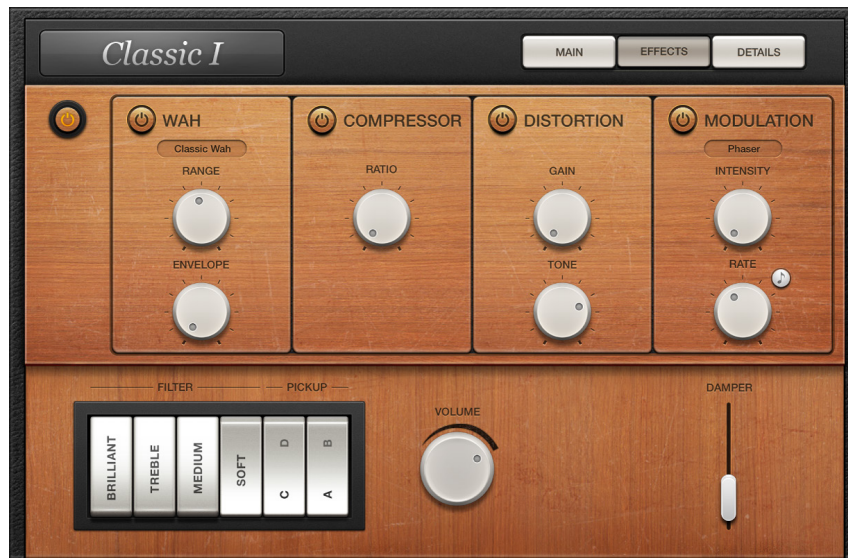 Classic I
MAIN EFFECTS DETAILS
WAH COMPRESSOR DISTORTION MODULATION
Classic Wah Phaser
RANGE RATIO GAIN INTENSITY
ENVELOPE TONE RATE
FILTER PICKUP DAMPER
VOLUME
BRILLIANT TREBLE MEDIUM SOFT D B
C A